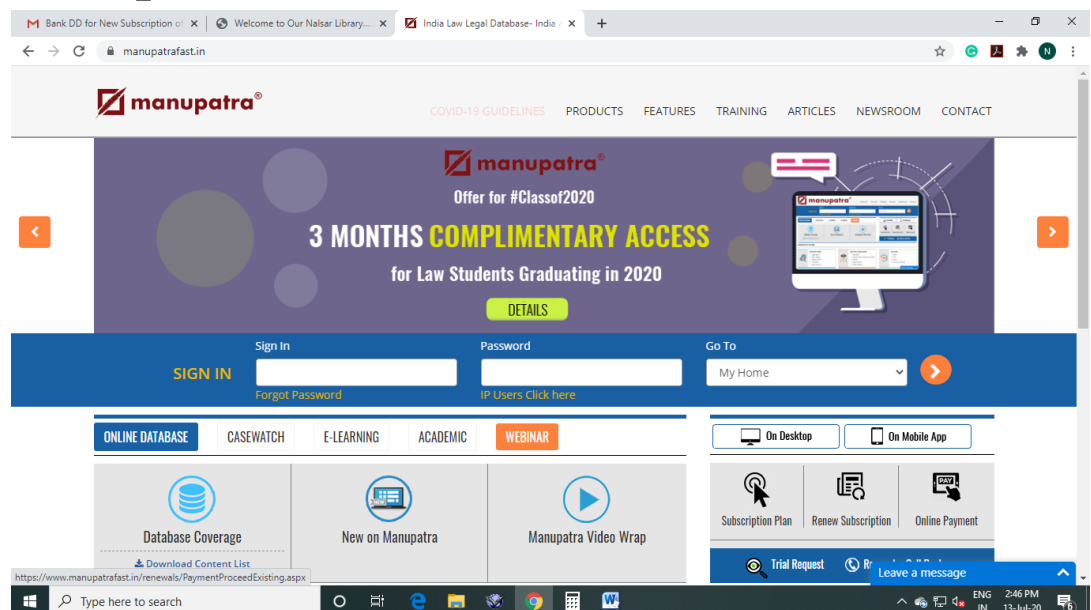 Bank DD for New Subscription of
Welcome to Our Nalsar Library...
India Law Legal Database- India
manupatrafast.in
N
manupatra®
COVID-19 GUIDELINES PRODUCTS FEATURES TRAINING ARTICLES NEWSROOM CONTACT
manupatra®
Offer for #Classof2020
3 MONTHS COMPLIMENTARY ACCESS
for Law Students Graduating in 2020
DETAILS
SIGN IN
Sign In
Forgot Password
Password
IP Users Click here
Go To
My Home
ONLINE DATABASE CASEWATCH E-LEARNING ACADEMIC WEBINAR
On Desktop On Mobile App
Database Coverage New on Manupatra Manupatra Video Wrap
Download Content List
PAY
Subscription Plan Renew Subscription Online Payment
Trial Request
Leave a message
https://www.manupatrafast.in/renewals/PaymentProceedExisting.aspx
Type here to search
ENG
IN
2:46 PM
13-Jul-20